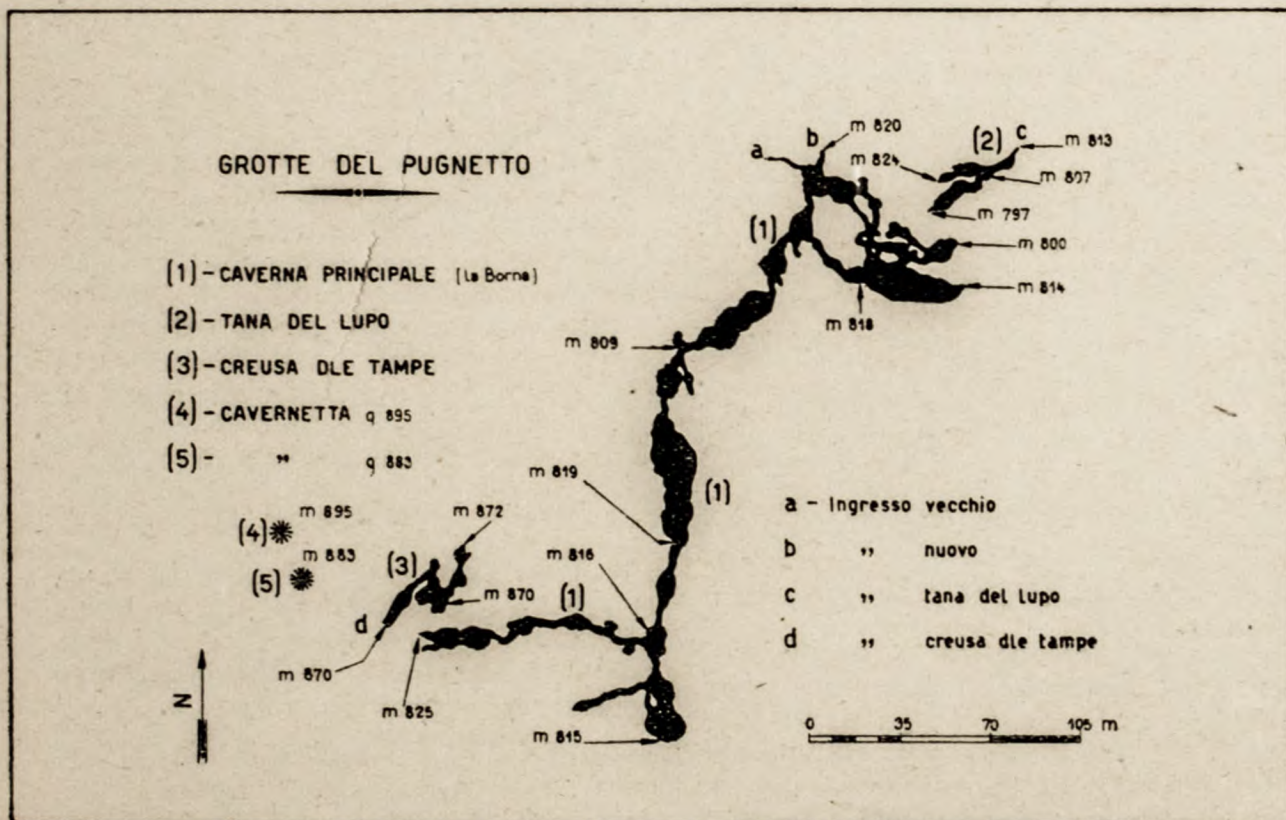 GROTTE DEL PUGNETTO
(1) - CAVERNA PRINCIPALE (la Borna)
(2) - TANA DEL LUPO
(3) - CREUSA DLE TAMPE
(4) - CAVERNETTA q 895
(5) - " q 883
a
b
m 820
m 824
(2)
c
m 813
m 807
m 797
(1)
m 800
m 814
m 818
m 809
m 819
(1)
m 895
(4)
m 883
(5)
m 872
(3)
m 816
m 870
(1)
d
m 870
m 825
m 815
N
a - Ingresso vecchio
b " nuovo
c " tana del lupo
d " creusa dle tampe
0 35 70 105 m